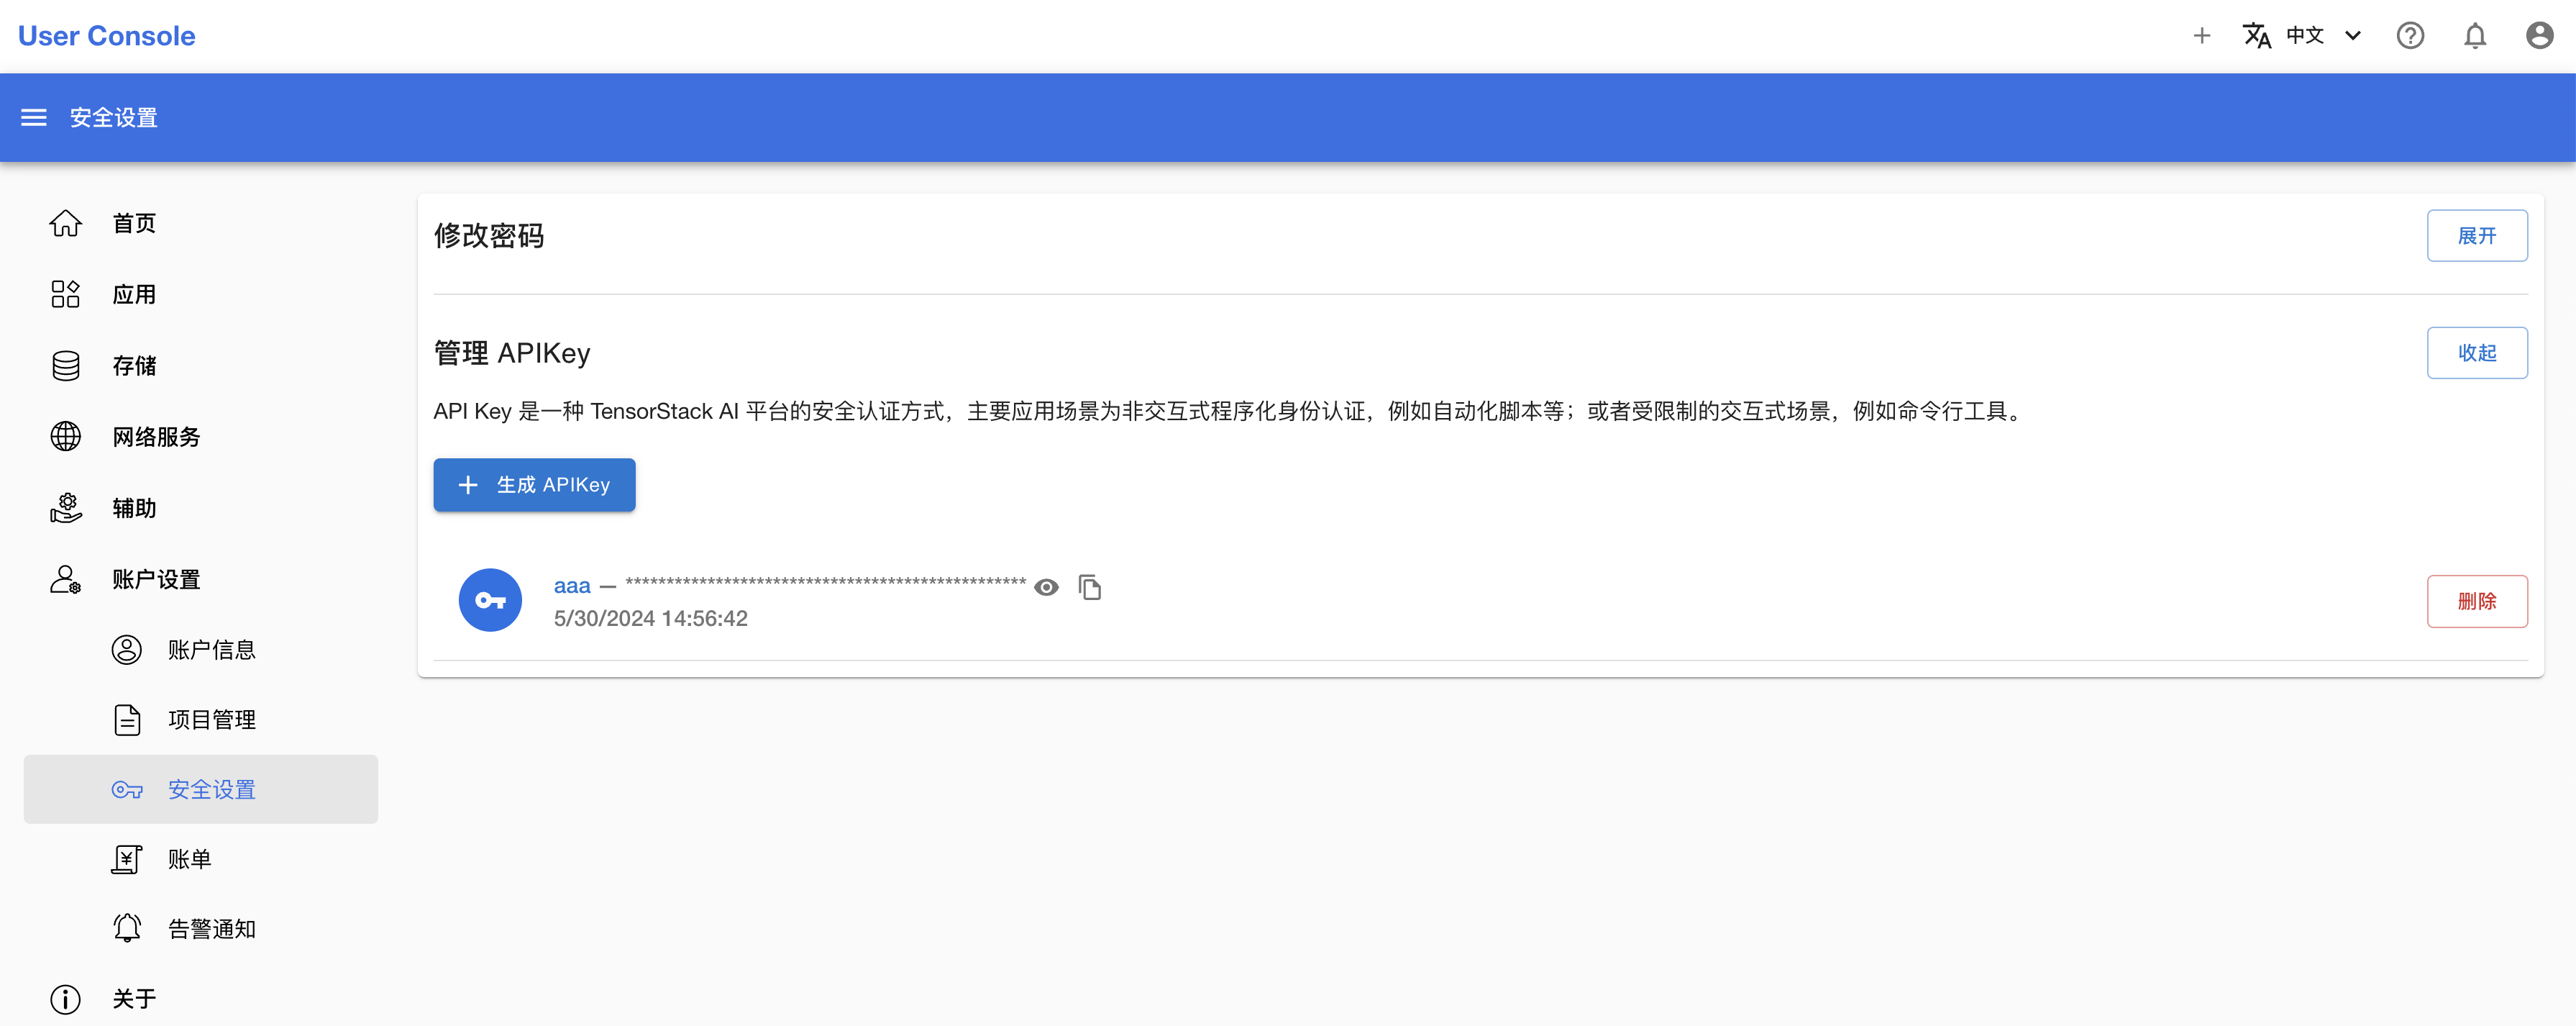 User Console
中文
安全设置
首页
应用
存储
网络服务
辅助
账户设置
账户信息
项目管理
安全设置
账单
告警通知
关于
修改密码
展开
管理 APIKey
收起
API Key 是一种 TensorStack AI 平台的安全认证方式，主要应用场景为非交互式程序化身份认证，例如自动化脚本等；或者受限制的交互式场景，例如命令行工具。
生成 APIKey
aaa — **************************************************
5/30/2024 14:56:42
删除